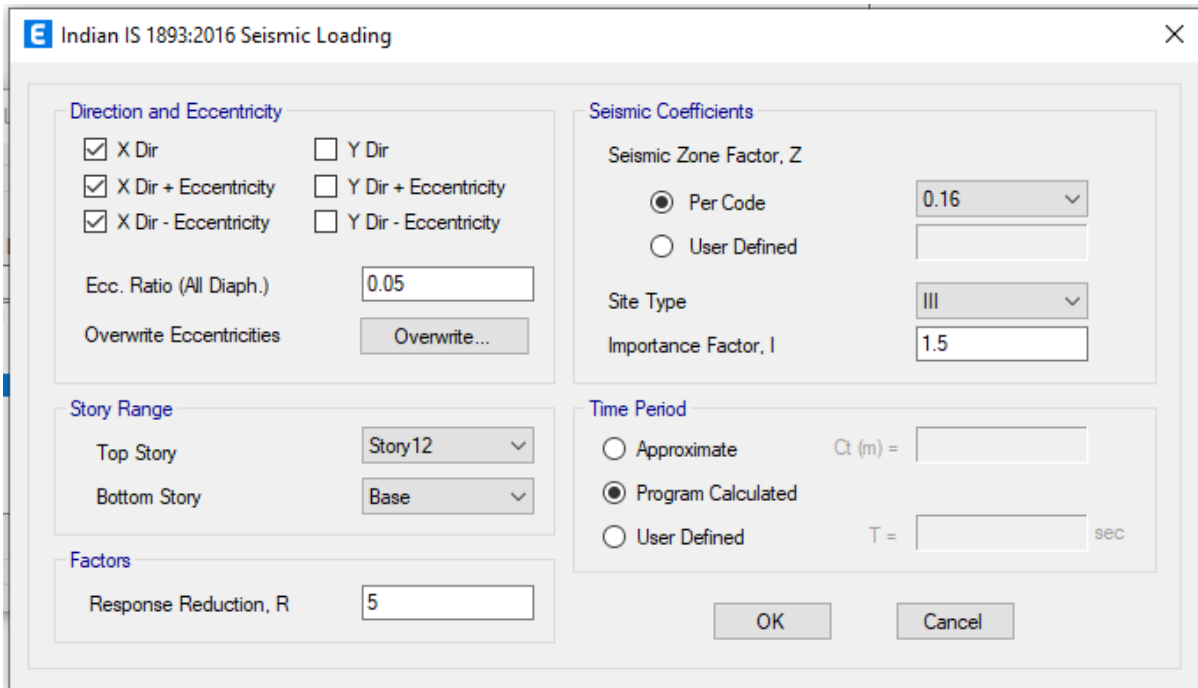 E Indian IS 1893:2016 Seismic Loading
Direction and Eccentricity
X Dir
Y Dir
X Dir + Eccentricity
Y Dir + Eccentricity
X Dir - Eccentricity
Y Dir - Eccentricity
Ecc. Ratio (All Diaph.)
0.05
Overwrite Eccentricities
Overwrite...
Story Range
Top Story
Story12
Bottom Story
Base
Factors
Response Reduction, R
5
Seismic Coefficients
Seismic Zone Factor, Z
Per Code
0.16
User Defined
Site Type
III
Importance Factor, I
1.5
Time Period
Approximate
Ct (m) =
Program Calculated
User Defined
T =
sec
OK
Cancel